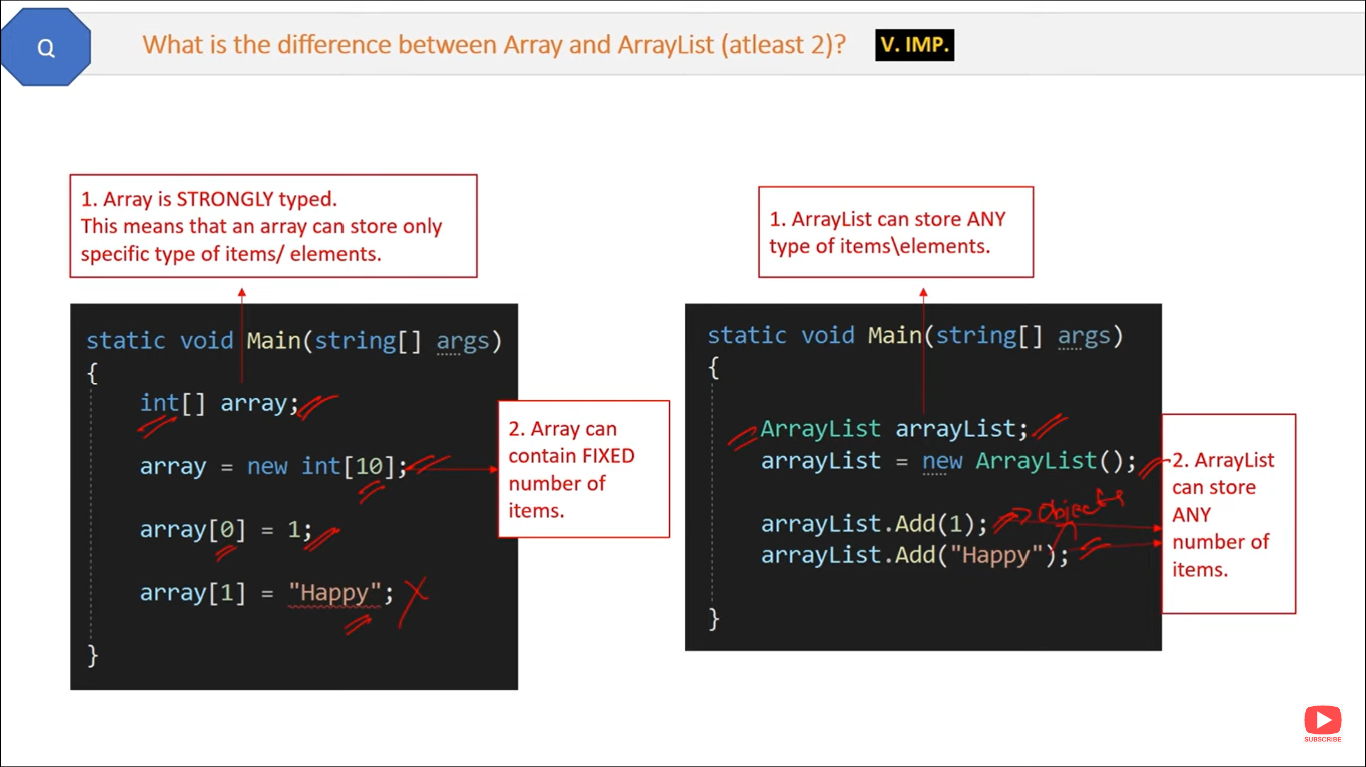 Q
What is the difference between Array and ArrayList (atleast 2)?
V. IMP.
1. Array is STRONGLY typed.
This means that an array can store only
specific type of items/ elements.
static void Main(string[] args)
{
int[] array;
array = new int[10];
array[0] = 1;
array[1] = "Happy";
}
2. Array can
contain FIXED
number of
items.
1. ArrayList can store ANY
type of items\elements.
static void Main(string[] args)
{
ArrayList arrayList;
arrayList = new ArrayList();
arrayList.Add(1);
objects
arrayList.Add("Happy");
}
2. ArrayList
can store
ANY
number of
items.
SUBSCRIBE